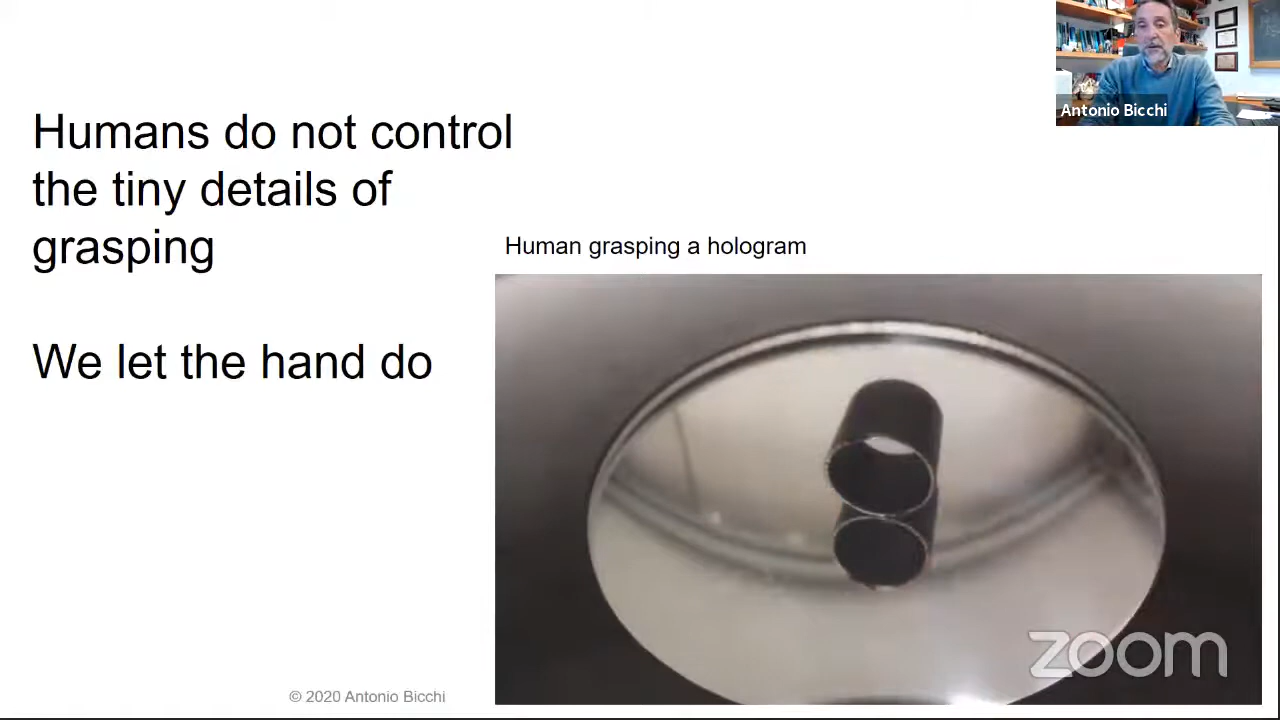 Antonio Bicchi
Humans do not control
the tiny details of
grasping
Human grasping a hologram
We let the hand do
zoom
© 2020 Antonio Bicchi